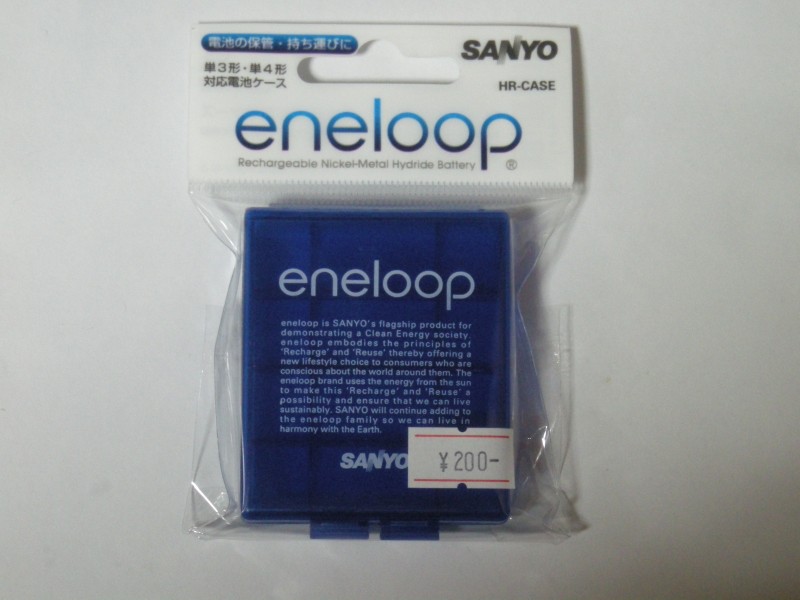 電池の保管・持ち運びに
単3形・単4形
対応電池ケース
SANYO
HR-CASE
eneloop
Rechargeable Nickel-Metal Hydride Battery ®
eneloop
eneloop is SANYO's flagship product for
demonstrating a Clean Energy society.
eneloop embodies the principles of
'Recharge' and 'Reuse' thereby offering a
new lifestyle choice to consumers who are
conscious about the world around them. The
eneloop brand uses the energy from the sun
to make this 'Recharge' and 'Reuse' a
possibility and ensure that we can live
sustainably. SANYO will continue adding to
the eneloop family so we can live in
harmony with the Earth.
SANYO
¥200-